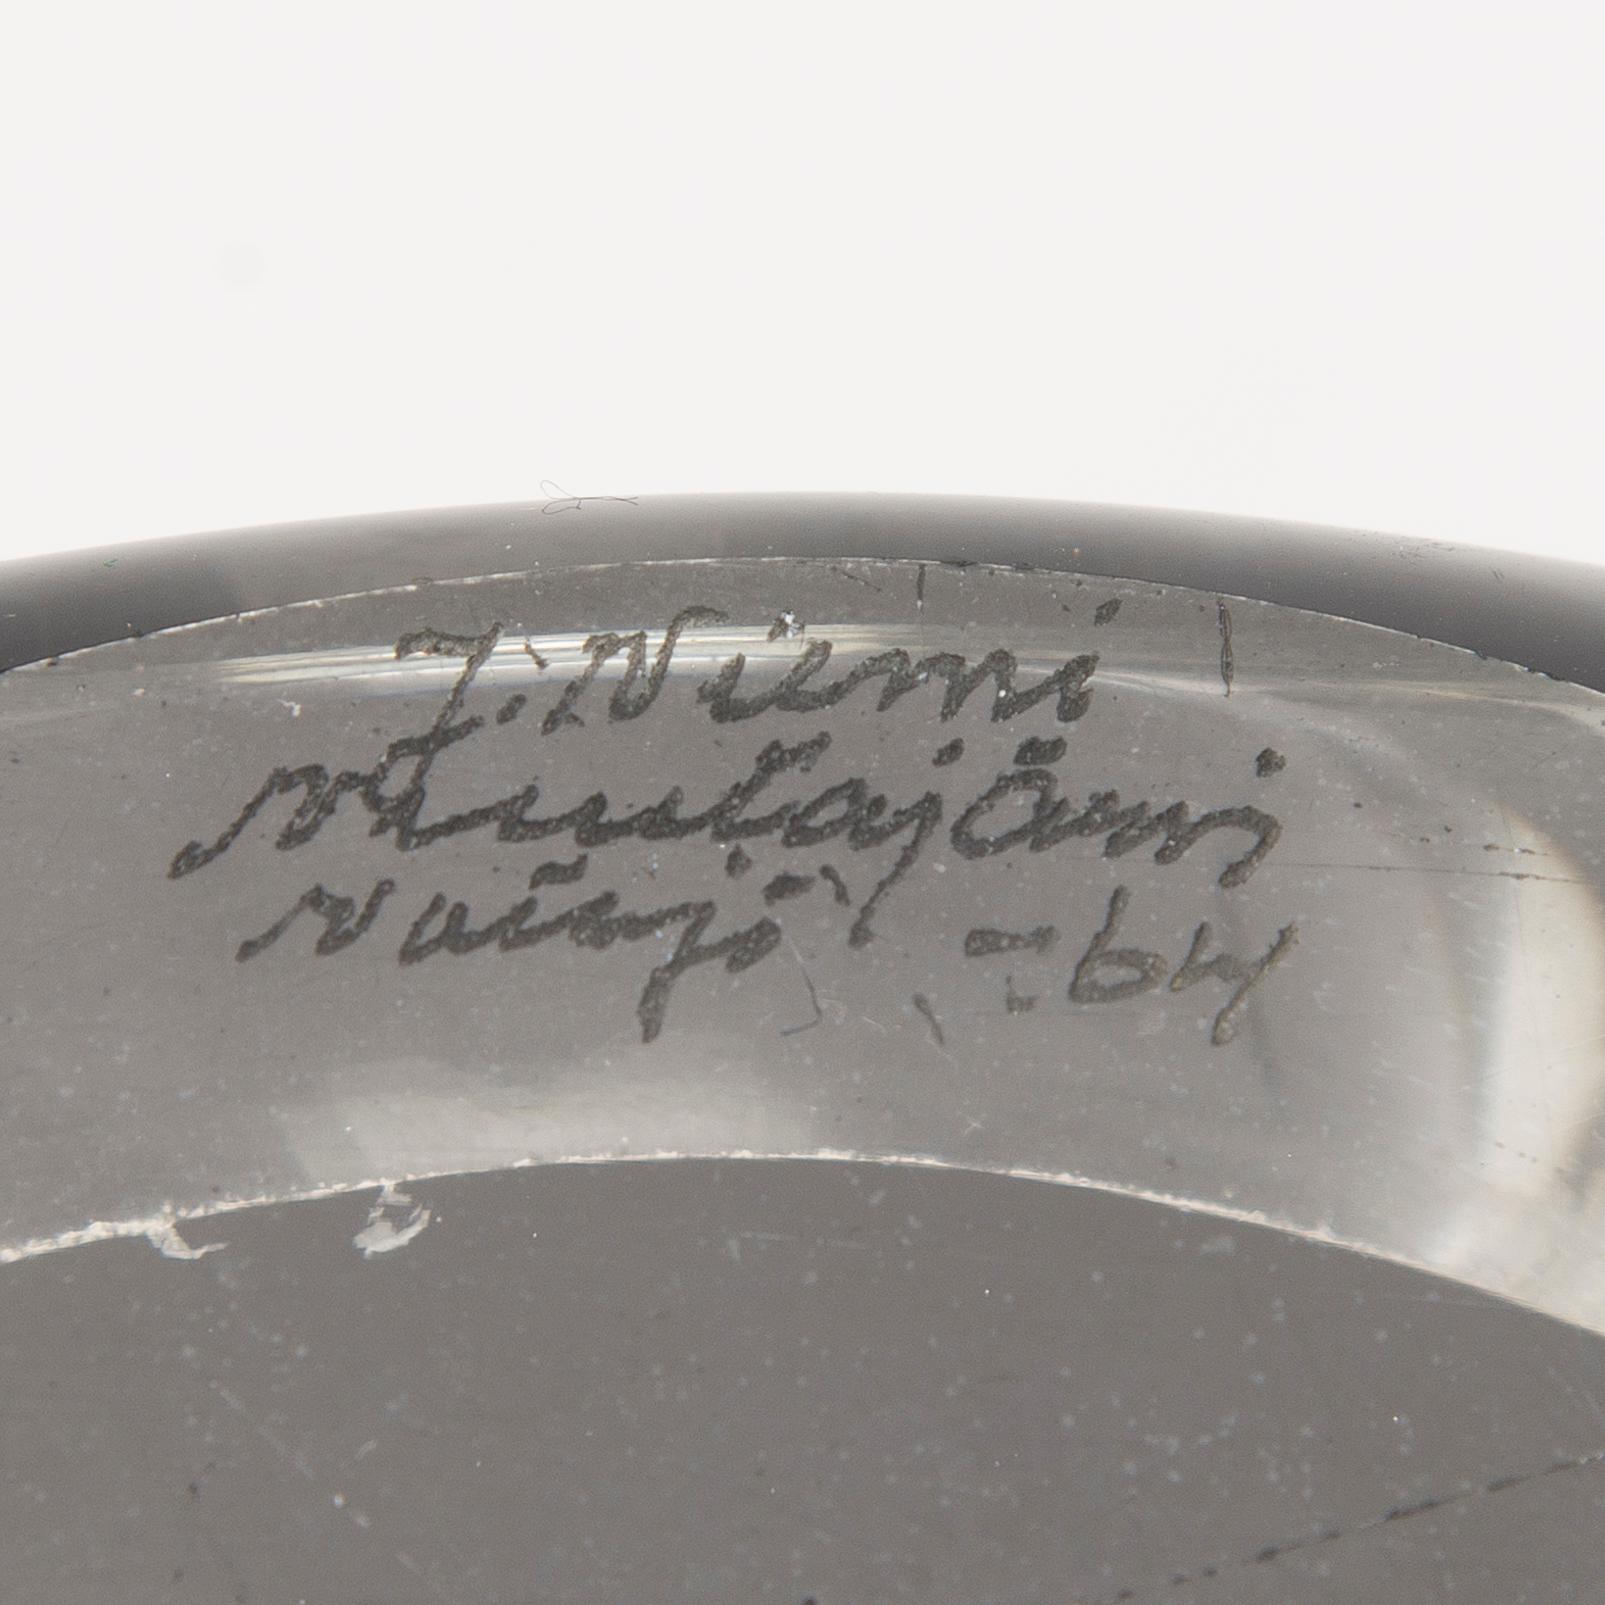 J. Niemi
Nuutajärvi
Notsjö -64